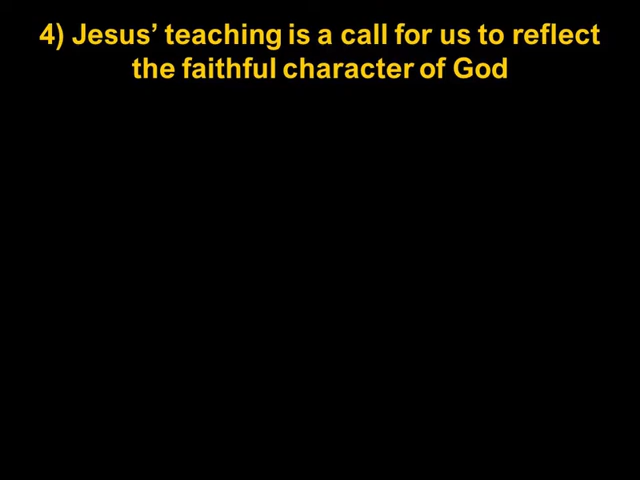 4) Jesus’ teaching is a call for us to reflect
the faithful character of God